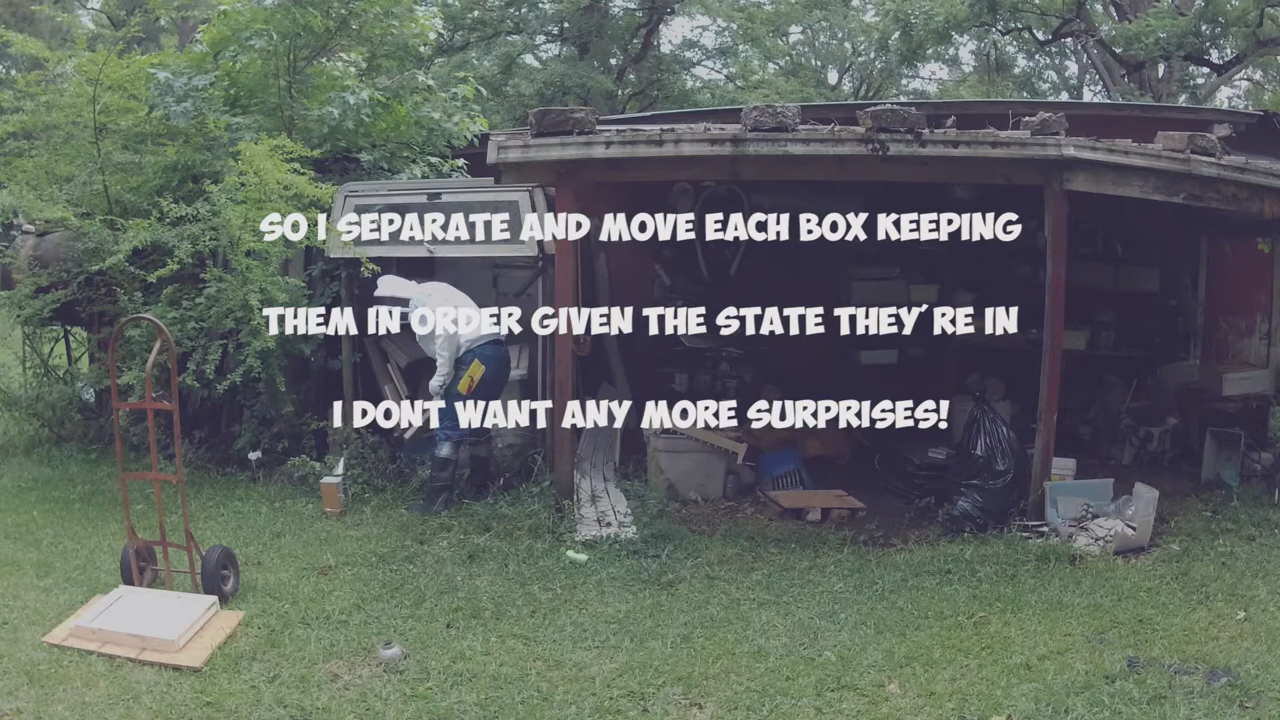 SO I SEPARATE AND MOVE EACH BOX KEEPING
THEM IN ORDER GIVEN THE STATE THEY'RE IN
I DONT WANT ANY MORE SURPRISES!